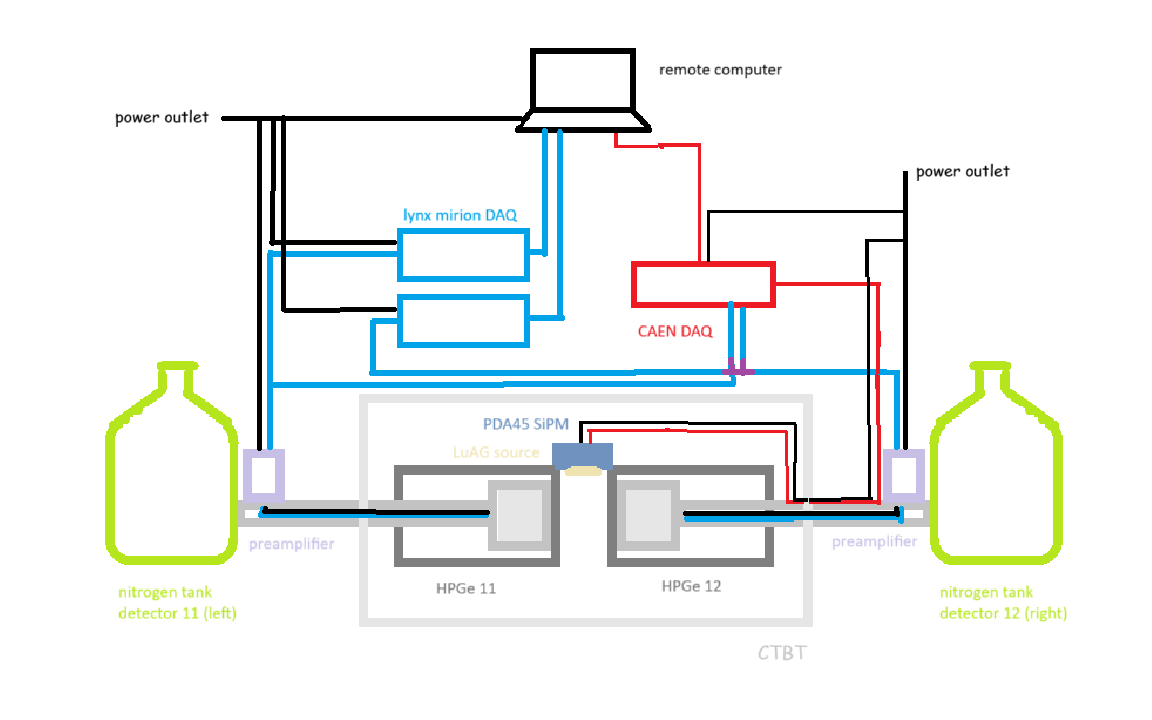 remote computer
power outlet
power outlet
lynx mirion DAQ
CAEN DAQ
PDA45 SiPM
LuAG source
preamplifier
preamplifier
HPGe 11
HPGe 12
nitrogen tank
detector 11 (left)
nitrogen tank
detector 12 (right)
CTBT